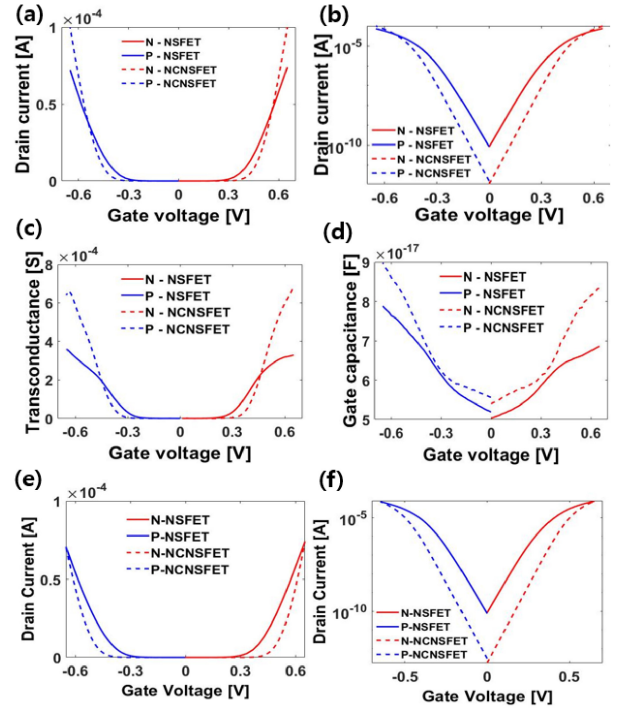 (a)
×10⁻⁴
1
0.5
0
Drain current [A]
N - NSFET
P - NSFET
N - NCNSFET
P - NCNSFET
-0.6 -0.3 0 0.3 0.6
Gate voltage [V]
(b)
10⁻⁵
10⁻¹⁰
Drain current [A]
N - NSFET
P - NSFET
N - NCNSFET
P - NCNSFET
-0.6 -0.3 0 0.3 0.6
Gate voltage [V]
(c)
×10⁻⁴
8
6
4
2
0
Transconductance [S]
N - NSFET
P - NSFET
N - NCNSFET
P - NCNSFET
-0.6 -0.3 0 0.3 0.6
Gate voltage [V]
(d)
×10⁻¹⁷
9
8
7
6
5
Gate capacitance [F]
N - NSFET
P - NSFET
N - NCNSFET
P - NCNSFET
-0.6 -0.3 0 0.3 0.6
Gate voltage [V]
(e)
×10⁻⁴
1
0.5
0
Drain Current [A]
N-NSFET
P-NSFET
N-NCNSFET
P-NCNSFET
-0.6 -0.3 0 0.3 0.6
Gate Voltage [V]
(f)
10⁻⁵
10⁻¹⁰
Drain Current [A]
N-NSFET
P-NSFET
N-NCNSFET
P-NCNSFET
-0.5 0 0.5
Gate Voltage [V]